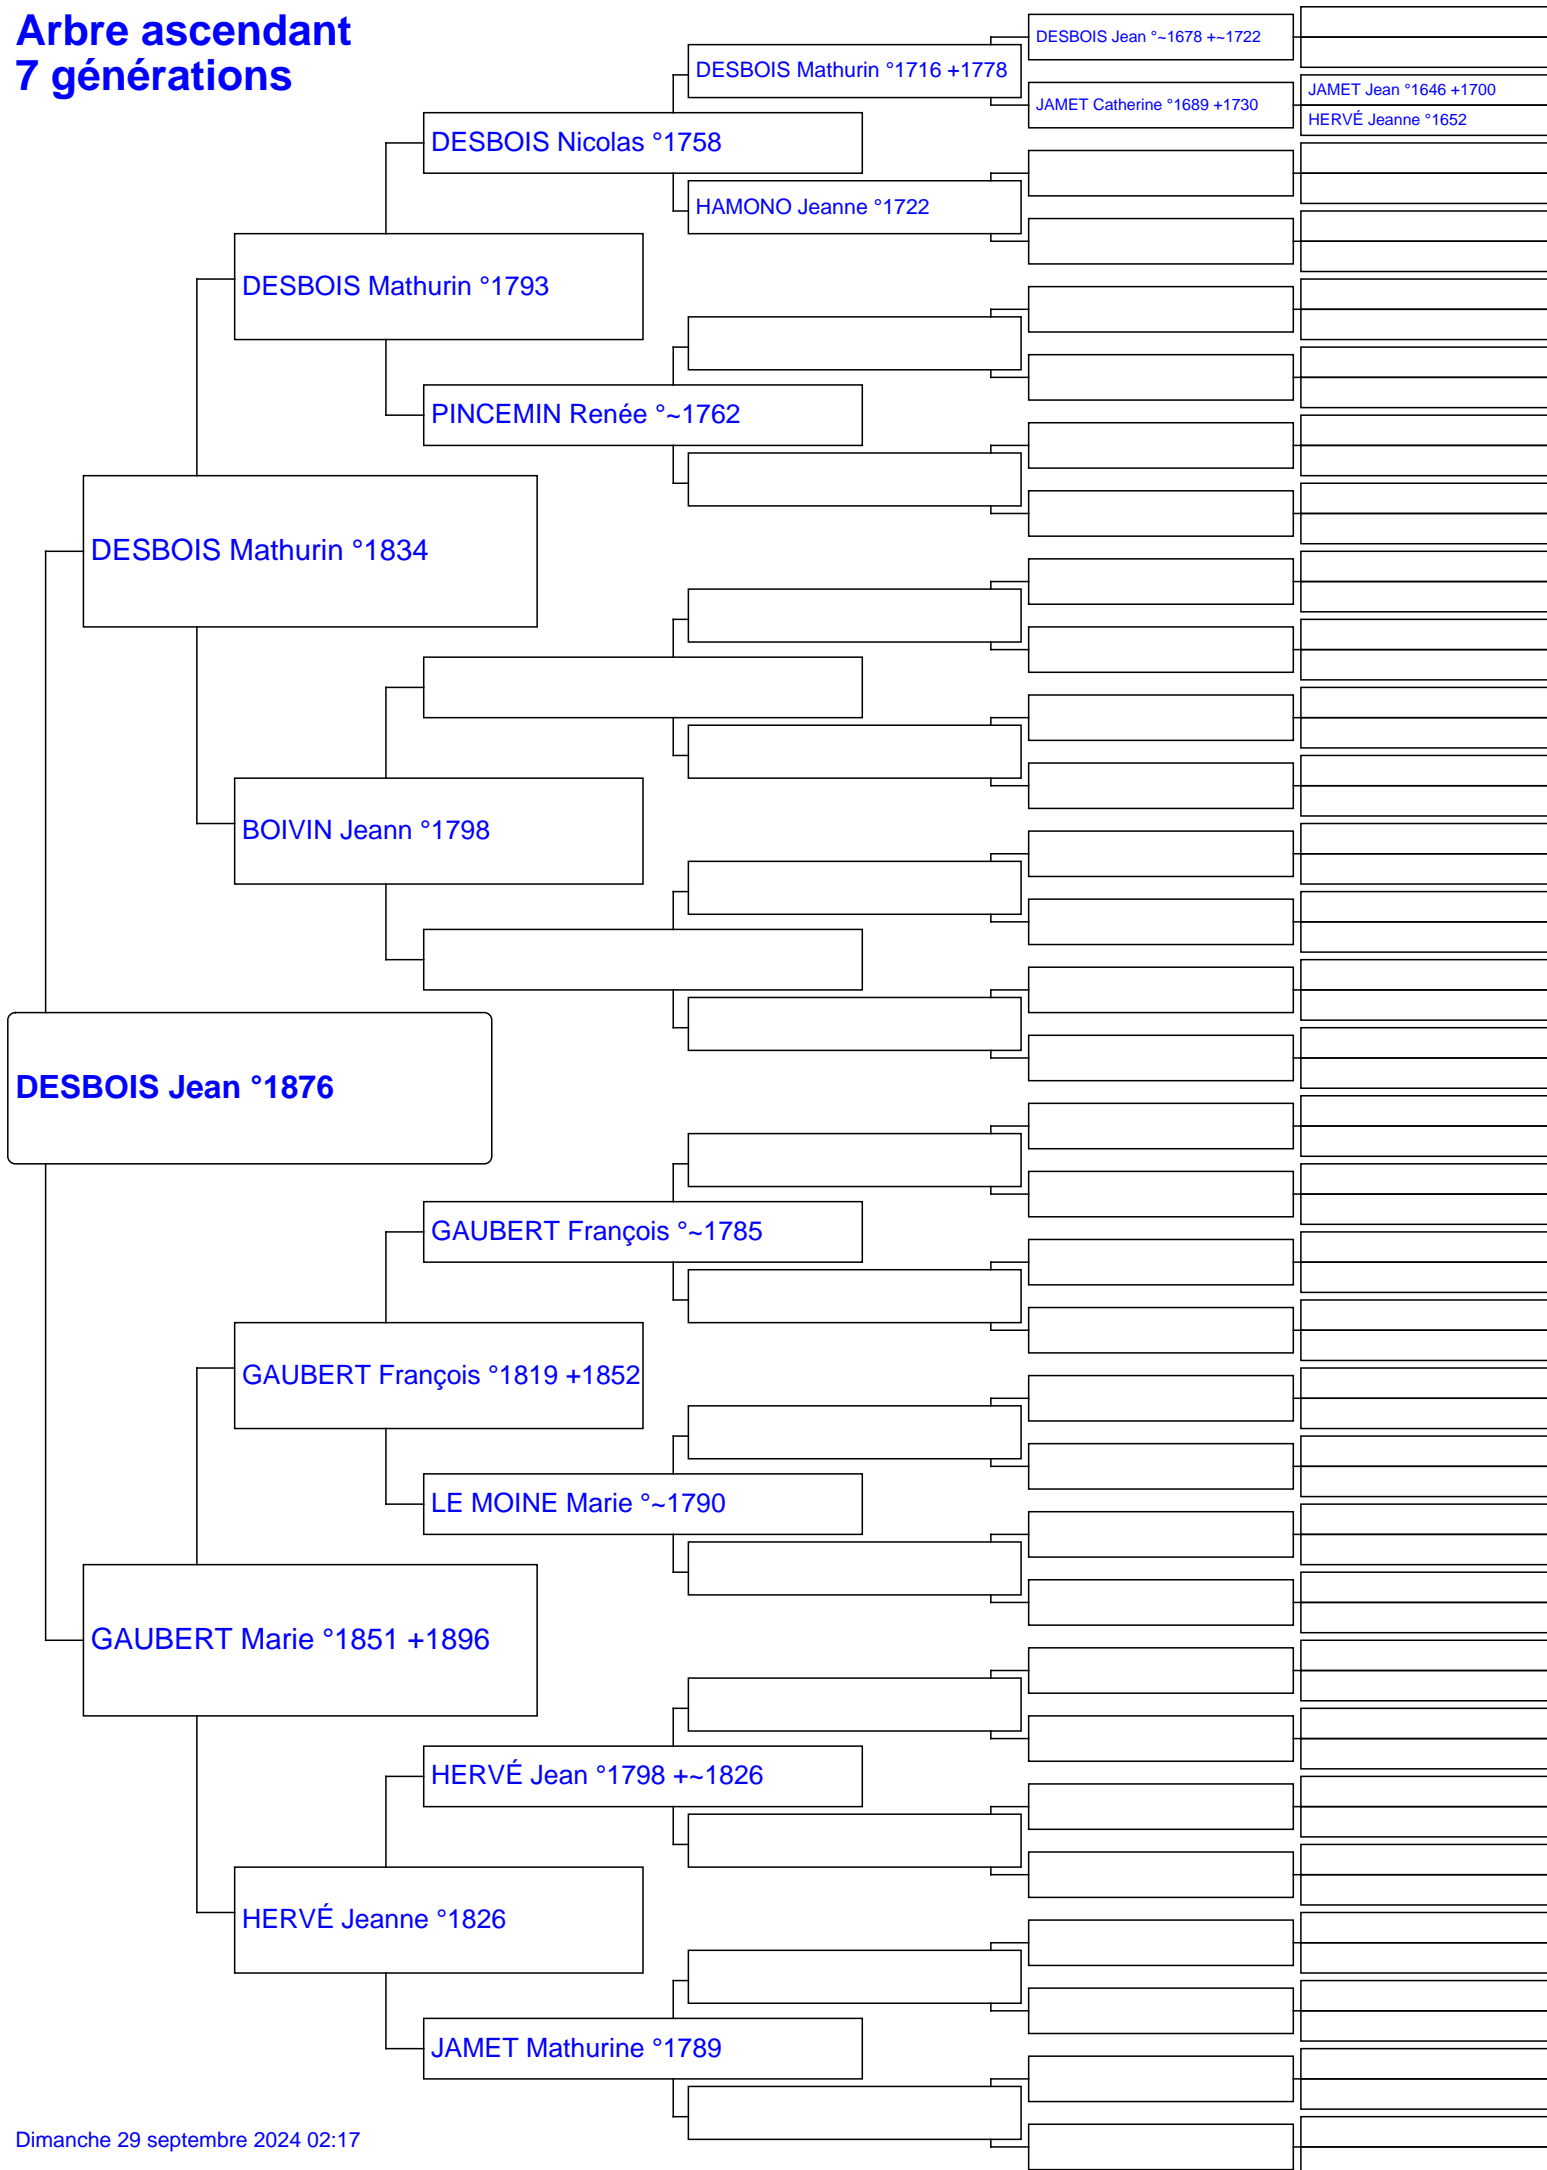 Arbre ascendant
7 générations
DESBOIS Jean °~1678 +~1722
DESBOIS Mathurin °1716 +1778
JAMET Jean °1646 +1700
JAMET Catherine °1689 +1730
HERVÉ Jeanne °1652
DESBOIS Nicolas °1758
HAMONO Jeanne °1722
DESBOIS Mathurin °1793
PINCEMIN Renée °~1762
DESBOIS Mathurin °1834
BOIVIN Jeann °1798
DESBOIS Jean °1876
GAUBERT François °~1785
GAUBERT François °1819 +1852
LE MOINE Marie °~1790
GAUBERT Marie °1851 +1896
HERVÉ Jean °1798 +~1826
HERVÉ Jeanne °1826
JAMET Mathurine °1789
Dimanche 29 septembre 2024 02:17